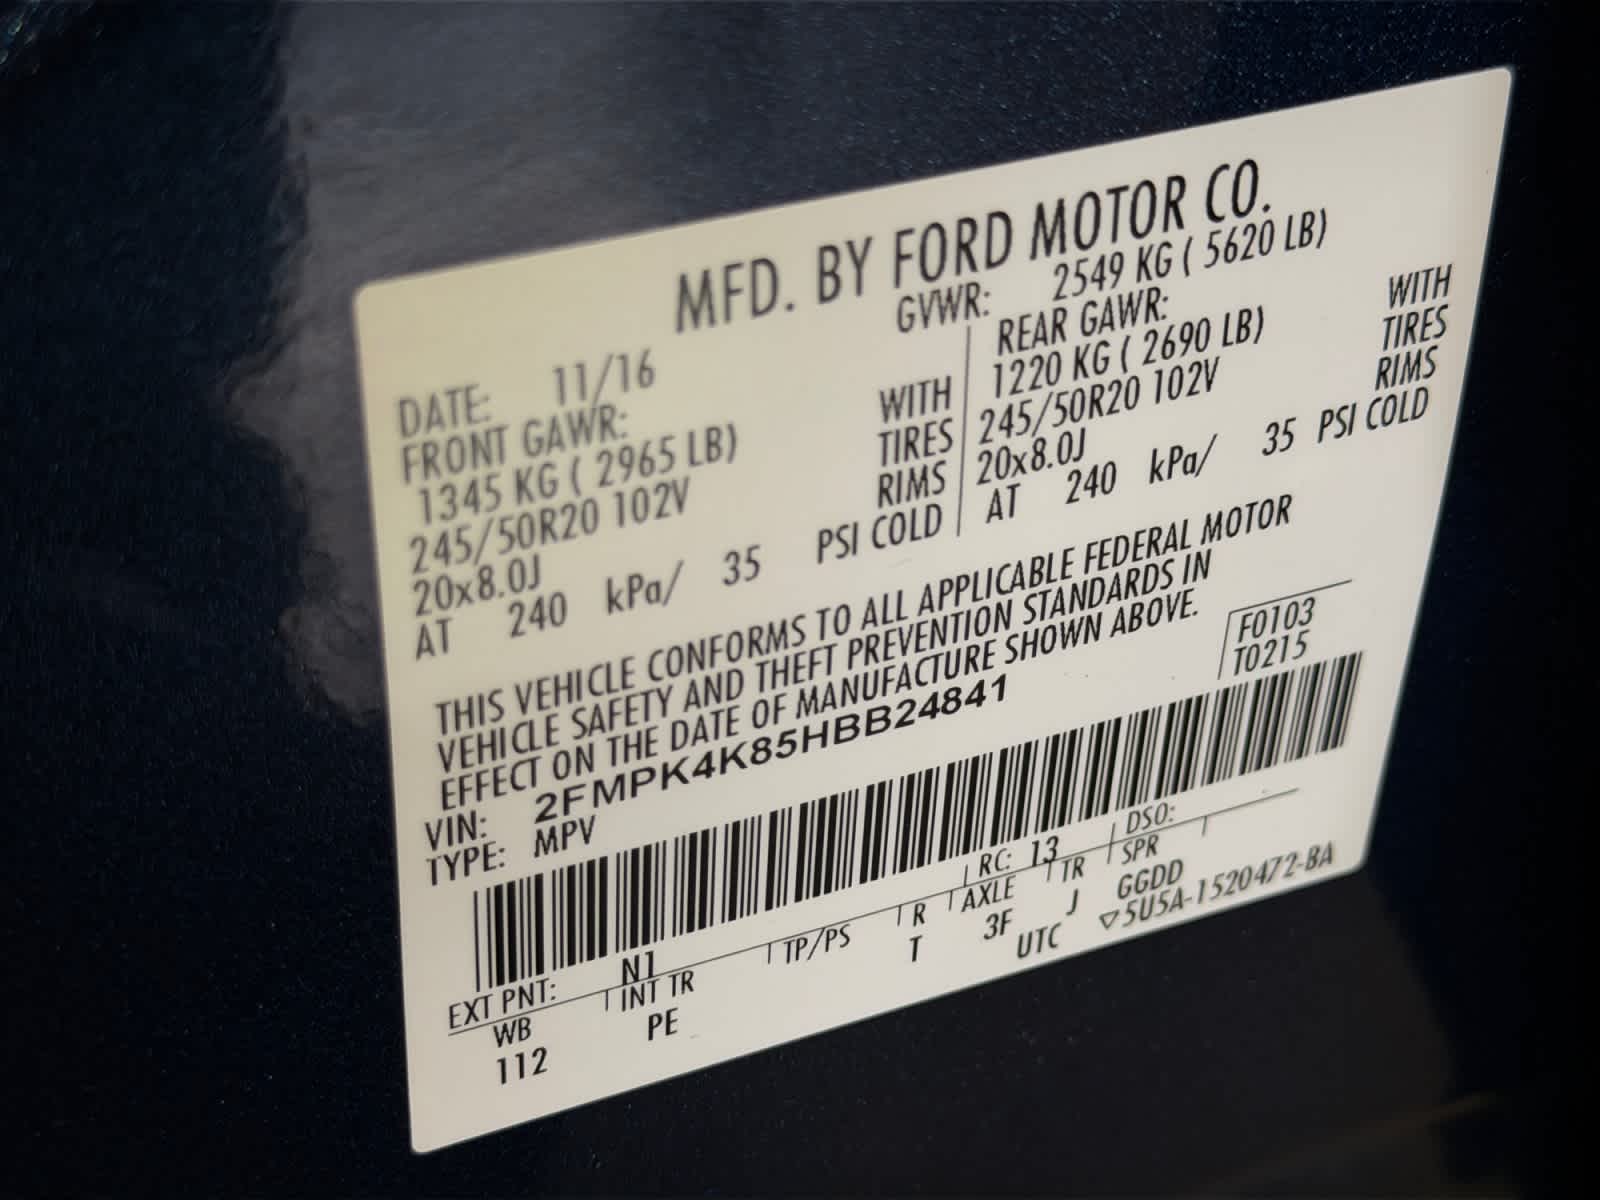 MFD. BY FORD MOTOR CO.
DATE: 11/16 GVWR: 2549 KG ( 5620 LB)
FRONT GAWR: REAR GAWR:
1345 KG ( 2965 LB) WITH 1220 KG ( 2690 LB) WITH
245/50R20 102V TIRES 245/50R20 102V TIRES
20x8.0J RIMS 20x8.0J RIMS
AT 240 kPa/ 35 PSI COLD AT 240 kPa/ 35 PSI COLD
THIS VEHICLE CONFORMS TO ALL APPLICABLE FEDERAL MOTOR
VEHICLE SAFETY AND THEFT PREVENTION STANDARDS IN
EFFECT ON THE DATE OF MANUFACTURE SHOWN ABOVE.
VIN: 2FMPK4K85HBB24841 F0103
TYPE: MPV T0215
EXT PNT: N1 RC: 13 DSO:
WB INT TR TP/PS R AXLE TR SPR
112 PE T 3F J GGDD
UTC ▽5U5A-15204/2-BA